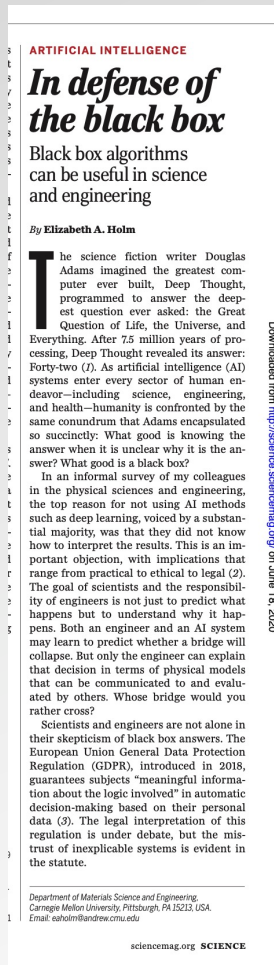 ARTIFICIAL INTELLIGENCE
In defense of
the black box
Black box algorithms
can be useful in science
and engineering
By Elizabeth A. Holm
The science fiction writer Douglas
Adams imagined the greatest com-
puter ever built, Deep Thought,
programmed to answer the deep-
est question ever asked: the Great
Question of Life, the Universe, and
Everything. After 7.5 million years of pro-
cessing, Deep Thought revealed its answer:
Forty-two (1). As artificial intelligence (AI)
systems enter every sector of human en-
deavor—including science, engineering,
and health—humanity is confronted by the
same conundrum that Adams encapsulated
so succinctly: What good is knowing the
answer when it is unclear why it is the an-
swer? What good is a black box?
In an informal survey of my colleagues
in the physical sciences and engineering,
the top reason for not using AI methods
such as deep learning, voiced by a substan-
tial majority, was that they did not know
how to interpret the results. This is an im-
portant objection, with implications that
range from practical to ethical to legal (2).
The goal of scientists and the responsibil-
ity of engineers is not just to predict what
happens but to understand why it hap-
pens. Both an engineer and an AI system
may learn to predict whether a bridge will
collapse. But only the engineer can explain
that decision in terms of physical models
that can be communicated to and evalu-
ated by others. Whose bridge would you
rather cross?
Scientists and engineers are not alone in
their skepticism of black box answers. The
European Union General Data Protection
Regulation (GDPR), introduced in 2018,
guarantees subjects “meaningful informa-
tion about the logic involved” in automatic
decision-making based on their personal
data (3). The legal interpretation of this
regulation is under debate, but the mis-
trust of inexplicable systems is evident in
the statute.
Department of Materials Science and Engineering,
Carnegie Mellon University, Pittsburgh, PA 15213, USA.
Email: eaholm@andrew.cmu.edu
sciencemag.org SCIENCE
Downloaded from http://science.sciencemag.org/ on June 18, 2020